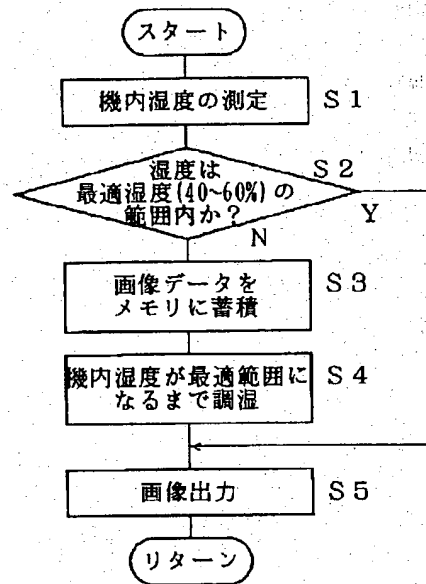 スタート
機内湿度の測定 S1
湿度は S2
最適湿度(40~60%)の
範囲内か? Y
N
画像データを S3
メモリに蓄積
機内湿度が最適範囲に S4
なるまで調湿
画像出力 S5
リターン